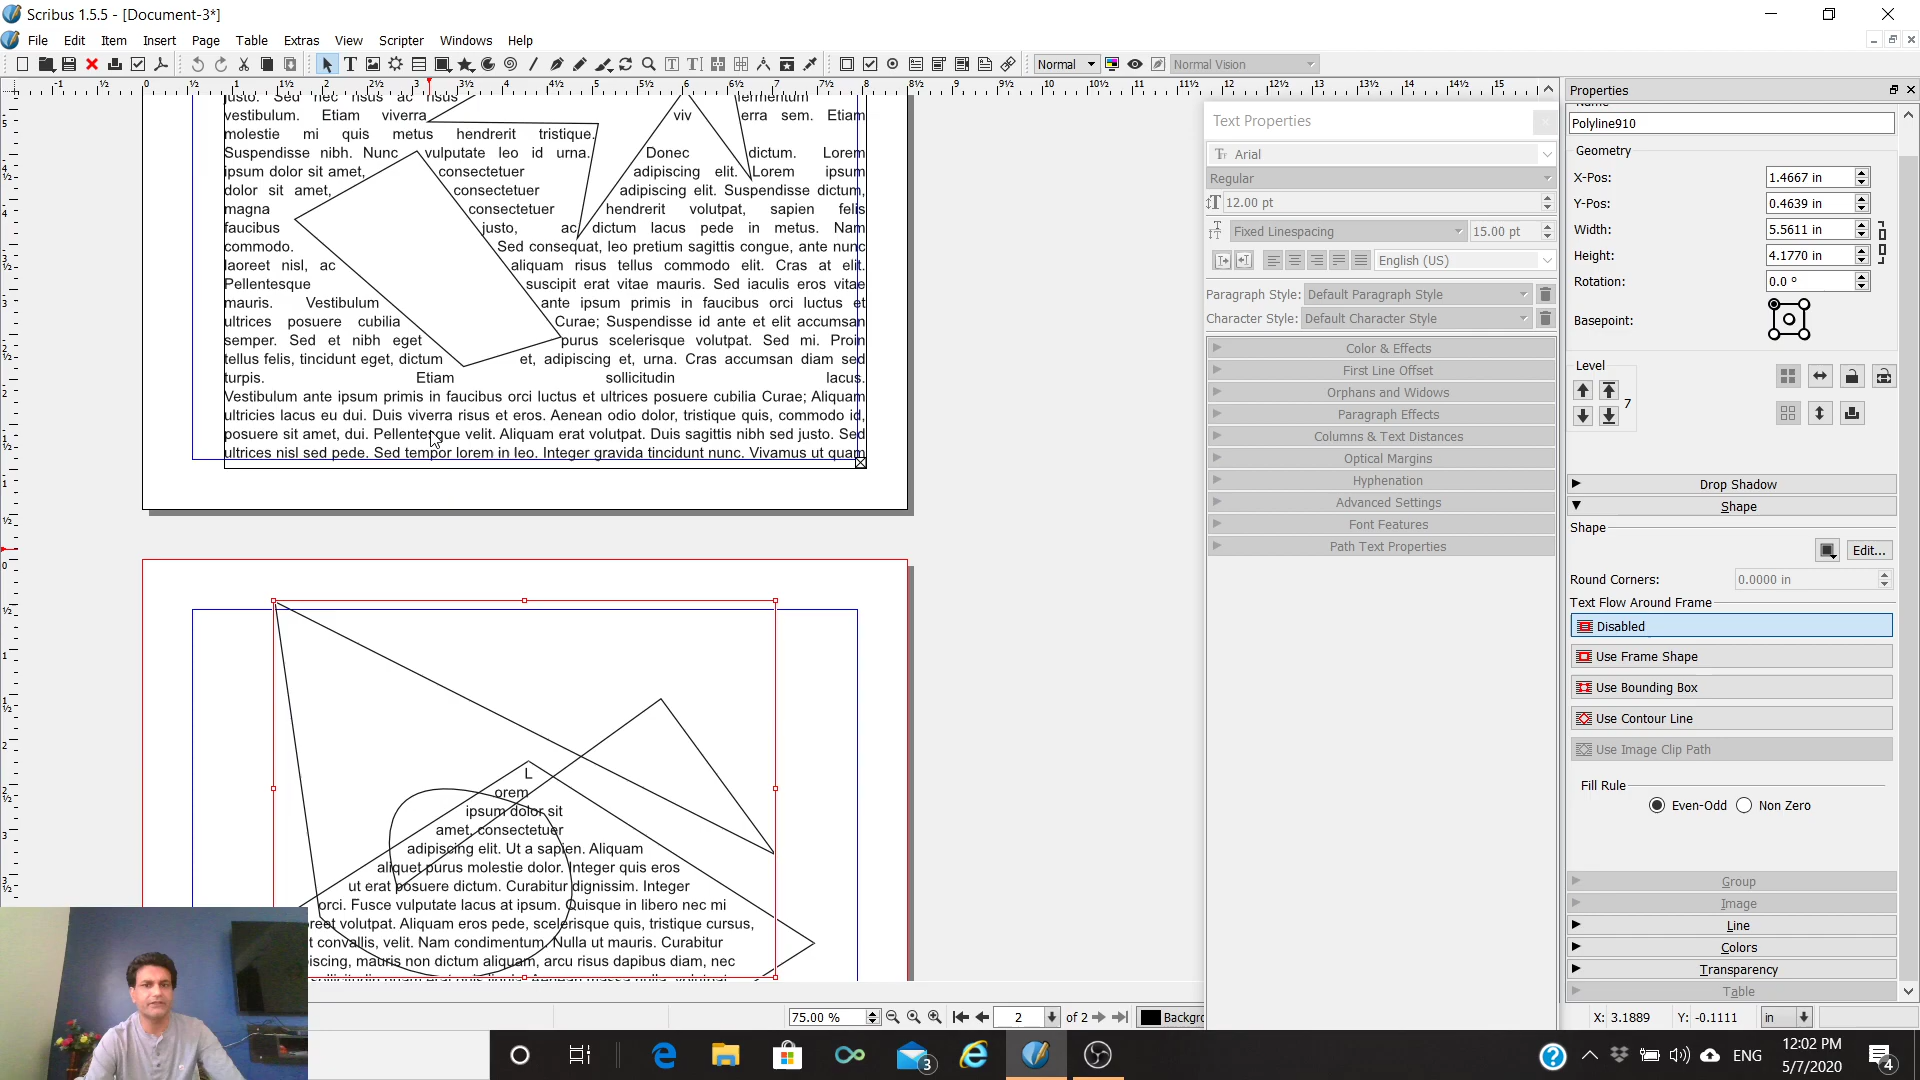 Scribus 1.5.5 - [Document-3*]
File Edit Item Insert Page Table Extras View Scripter Windows Help
Normal Normal Vision
justo. Sed nec risus ac risus fermentum
vestibulum. Etiam viverra viv erra sem. Etiam
molestie mi quis metus hendrerit tristique.
Suspendisse nibh. Nunc vulputate leo id urna. Donec dictum. Lorem
ipsum dolor sit amet, consectetuer adipiscing elit. Lorem ipsum
dolor sit amet, consectetuer adipiscing elit. Suspendisse dictum,
magna consectetuer hendrerit volutpat, sapien felis
faucibus justo, ac dictum lacus pede in metus. Nam
commodo. Sed consequat, leo pretium sagittis congue, ante nunc
laoreet nisl, ac aliquam risus tellus commodo elit. Cras at elit.
Pellentesque suscipit erat vitae mauris. Sed iaculis eros vitae
mauris. Vestibulum ante ipsum primis in faucibus orci luctus et
ultrices posuere cubilia Curae; Suspendisse id ante et elit accumsan
semper. Sed et nibh eget purus scelerisque volutpat. Sed mi. Proin
tellus felis, tincidunt eget, dictum et, adipiscing et, urna. Cras accumsan diam sed
turpis. Etiam sollicitudin lacus.
Vestibulum ante ipsum primis in faucibus orci luctus et ultrices posuere cubilia Curae; Aliquam
ultricies lacus eu dui. Duis viverra risus et eros. Aenean odio dolor, tristique quis, commodo id,
posuere sit amet, dui. Pellentesque velit. Aliquam erat volutpat. Duis sagittis nibh sed justo. Sed
ultrices nisl sed pede. Sed tempor lorem in leo. Integer gravida tincidunt nunc. Vivamus ut quam
L
orem
ipsum dolor sit
amet, consectetuer
adipiscing elit. Ut a sapien. Aliquam
aliquet purus molestie dolor. Integer quis eros
ut erat posuere dictum. Curabitur dignissim. Integer
orci. Fusce vulputate lacus at ipsum. Quisque in libero nec mi
reet volutpat. Aliquam eros pede, scelerisque quis, tristique cursus,
t convallis, velit. Nam condimentum. Nulla ut mauris. Curabitur
iscing, mauris non dictum aliquam, arcu risus dapibus diam, nec
Text Properties
Arial
Regular
12.00 pt
Fixed Linespacing 15.00 pt
English (US)
Paragraph Style: Default Paragraph Style
Character Style: Default Character Style
Color & Effects
First Line Offset
Orphans and Widows
Paragraph Effects
Columns & Text Distances
Optical Margins
Hyphenation
Advanced Settings
Font Features
Path Text Properties
Properties
Name
Polyline910
Geometry
X-Pos: 1.4667 in
Y-Pos: 0.4639 in
Width: 5.5611 in
Height: 4.1770 in
Rotation: 0.0 °
Basepoint:
Level
7
Drop Shadow
Shape
Shape
Edit...
Round Corners: 0.0000 in
Text Flow Around Frame
Disabled
Use Frame Shape
Use Bounding Box
Use Contour Line
Use Image Clip Path
Fill Rule
Even-Odd Non Zero
Group
Image
Line
Colors
Transparency
Table
75.00 % 2 of 2 Backgro
X: 3.1889 Y: -0.1111 in
3
ENG
12:02 PM
5/7/2020
4